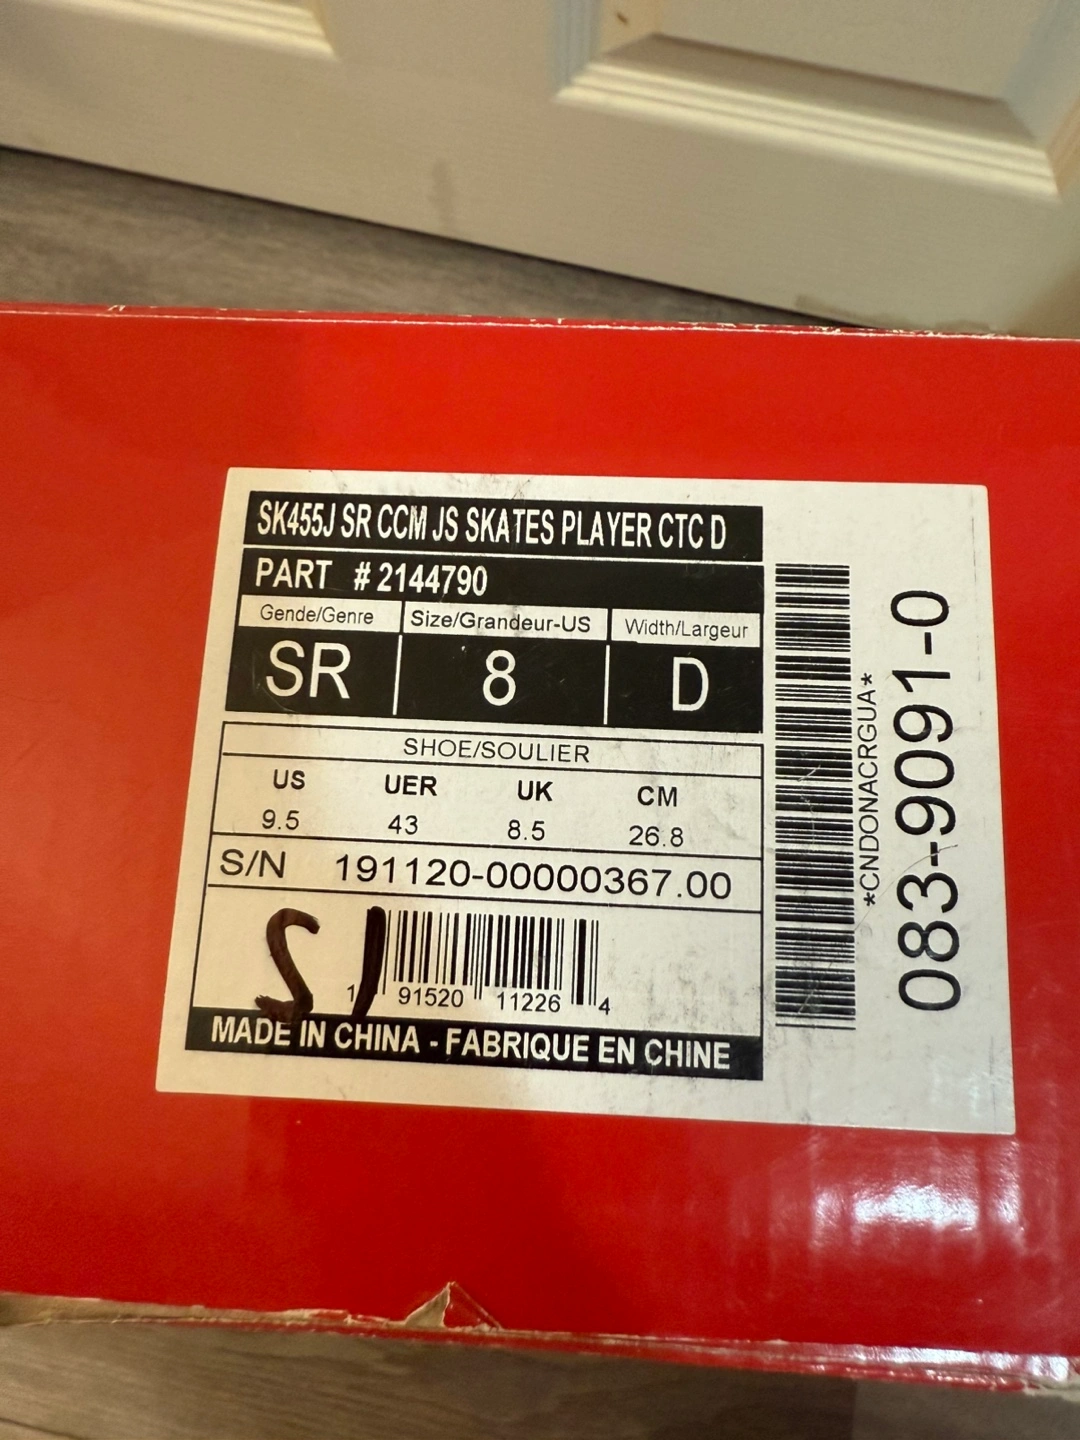 SK455J SR CCM JS SKATES PLAYER CTC D
PART # 2144790
Gende/Genre Size/Grandeur-US Width/Largeur
SR 8 D
SHOE/SOULIER
US UER UK CM
9.5 43 8.5 26.8
S/N 191120-00000367.00
1 91520 11226 4
MADE IN CHINA - FABRIQUE EN CHINE
*CNDONACRGUA*
083-9091-0